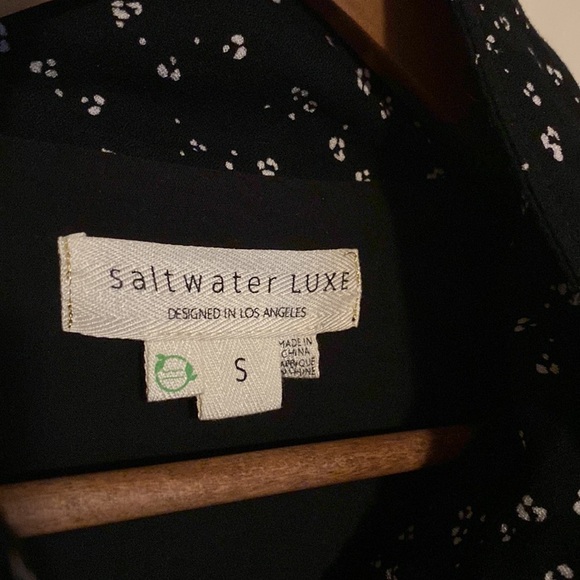 saltwater LUXE
DESIGNED IN LOS ANGELES
S
MADE IN
CHINA